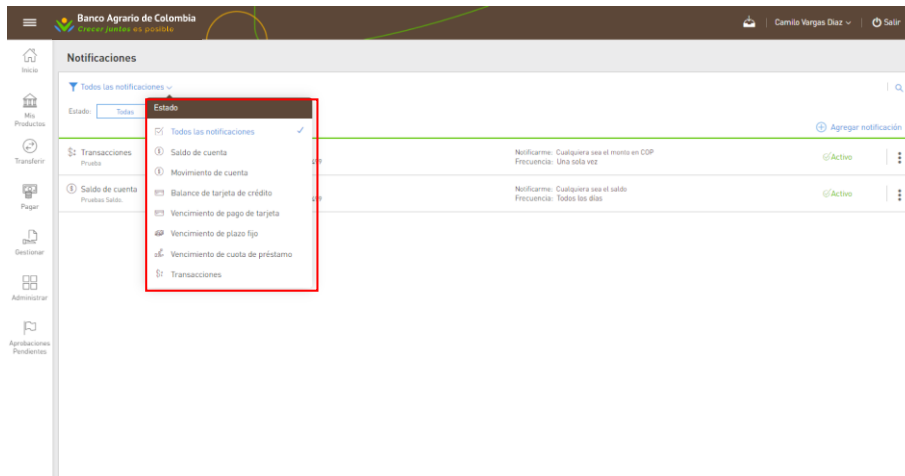 Banco Agrario de Colombia
Crecer juntos es posible
Camilo Vargas Diaz
Salir
Inicio
Mis Productos
Transferir
Pagar
Gestionar
Administrar
Aprobaciones Pendientes
Notificaciones
Todos las notificaciones
Estado: Todas
Agregar notificación
Estado
Todos las notificaciones
Saldo de cuenta
Movimiento de cuenta
Balance de tarjeta de crédito
Vencimiento de pago de tarjeta
Vencimiento de plazo fijo
Vencimiento de cuota de préstamo
Transacciones
Transacciones
Prueba
Notificarme: Cualquiera sea el monto en COP
Frecuencia: Una sola vez
Activo
Saldo de cuenta
Pruebas Saldo.
Notificarme: Cualquiera sea el saldo
Frecuencia: Todos los días
Activo